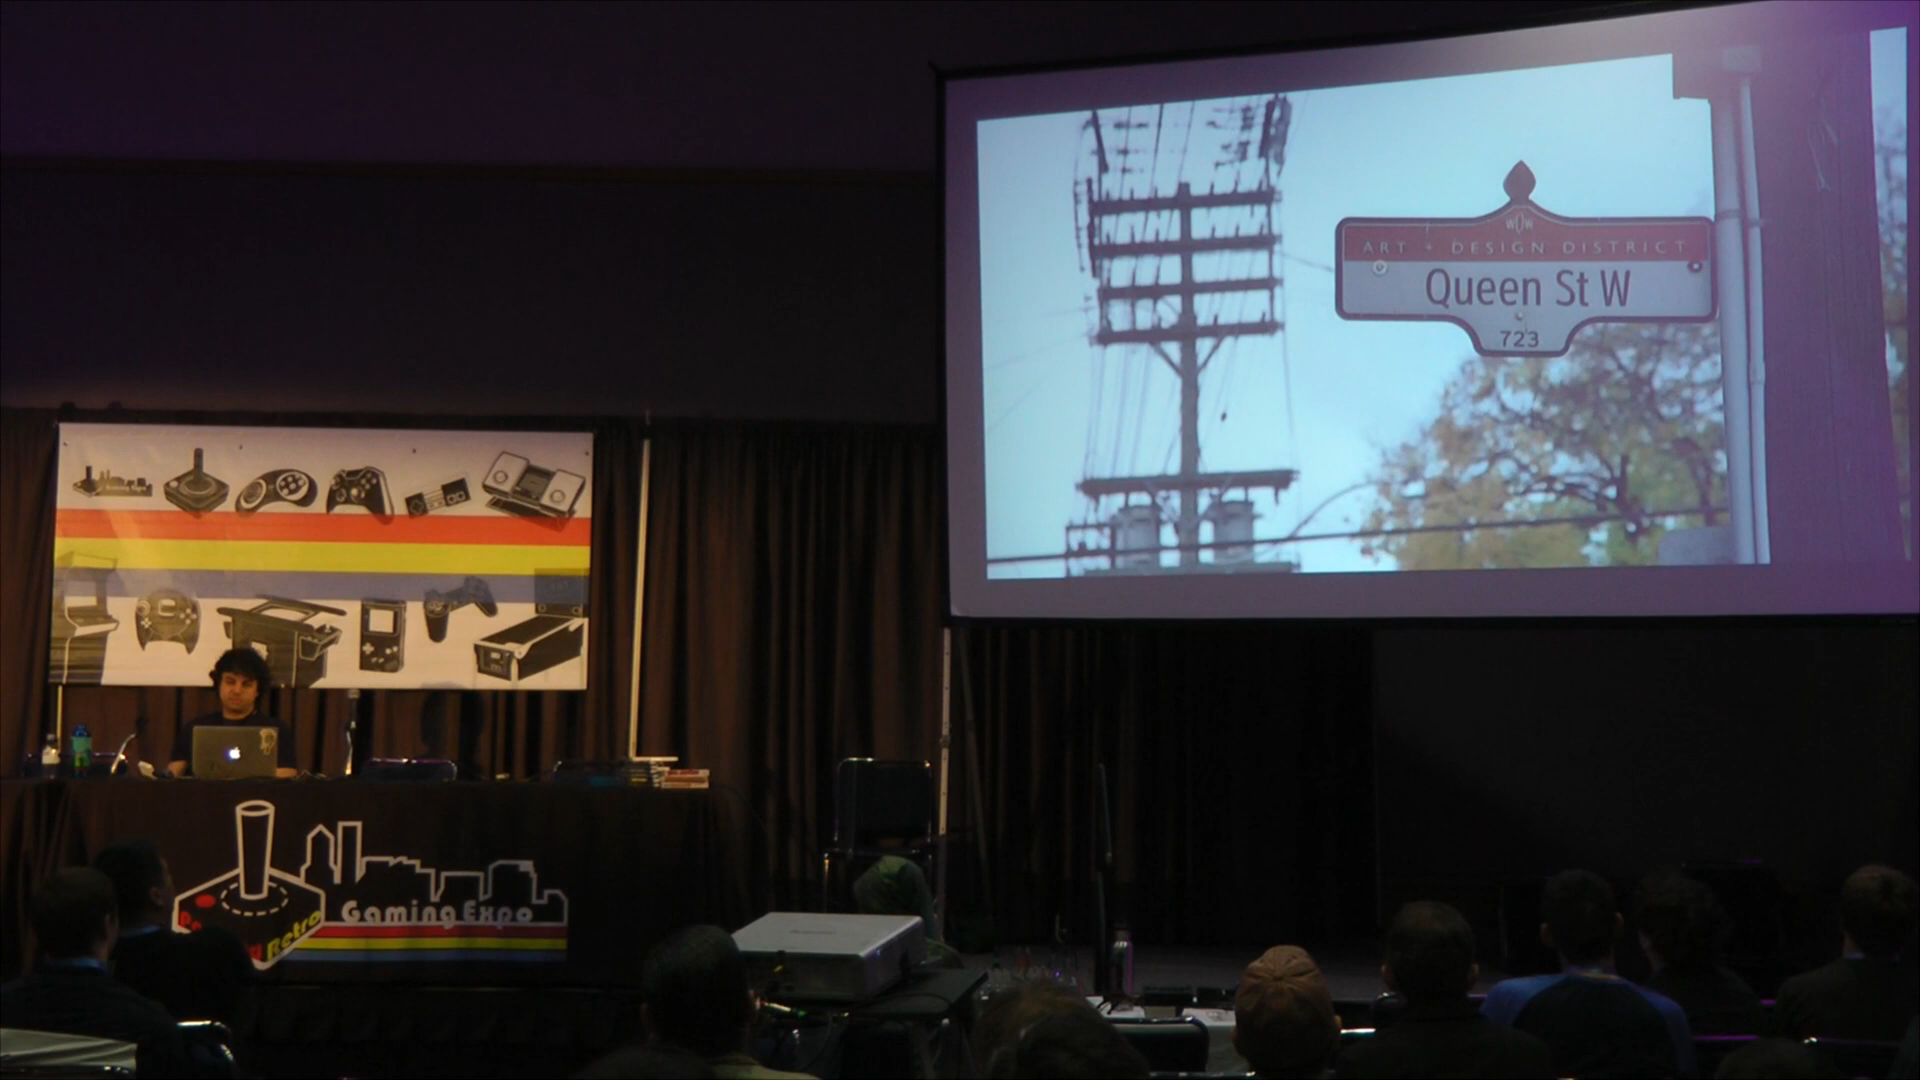 WOW
ART + DESIGN DISTRICT
Queen St W
723
Retro
Gaming Expo